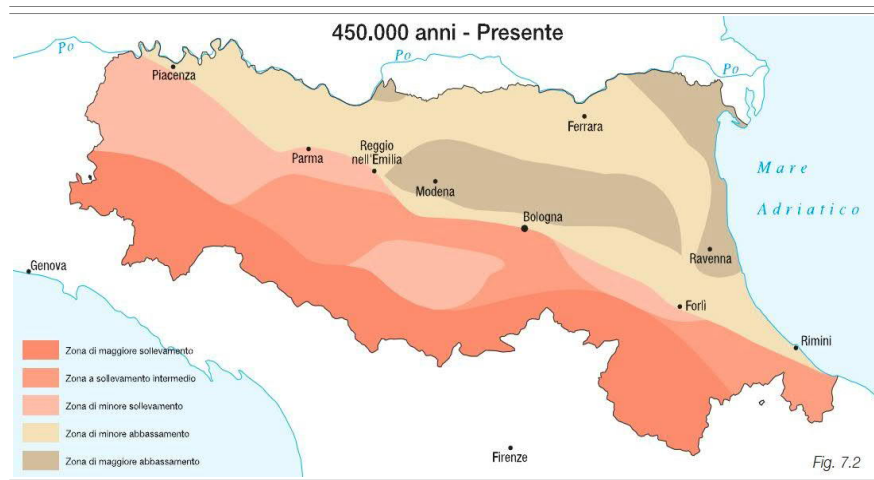 450.000 anni - Presente
Po
Po
Po
Piacenza
Ferrara
Parma
Reggio
nell'Emilia
Modena
Mare
Adriatico
Bologna
Ravenna
Genova
Forlì
Rimini
Zona di maggiore sollevamento
Zona a sollevamento intermedio
Zona di minore sollevamento
Zona di minore abbassamento
Zona di maggiore abbassamento
Firenze
Fig. 7.2